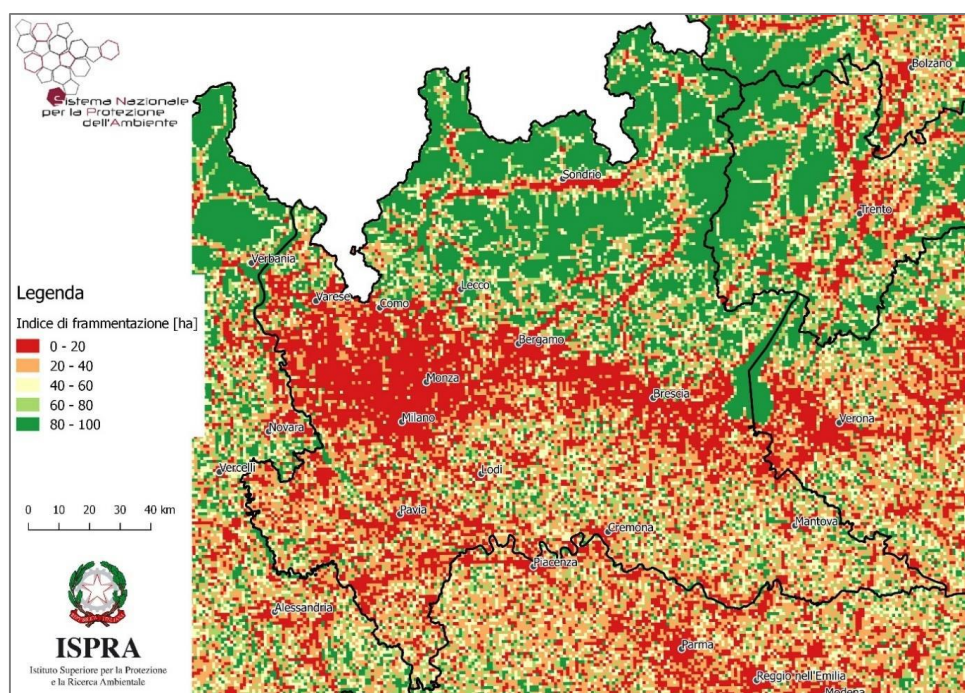 Sistema Nazionale
per la Protezione
dell'Ambiente
Legenda
Indice di frammentazione [ha]
0 - 20
20 - 40
40 - 60
60 - 80
80 - 100
0 10 20 30 40 km
ISPRA
Istituto Superiore per la Protezione
e la Ricerca Ambientale
Bolzano
Sondrio
Trento
Verbania
Varese
Como
Lecco
Bergamo
Monza
Brescia
Milano
Verona
Novara
Vercelli
Lodi
Pavia
Mantova
Cremona
Piacenza
Alessandria
Parma
Reggio nell'Emilia
Modena